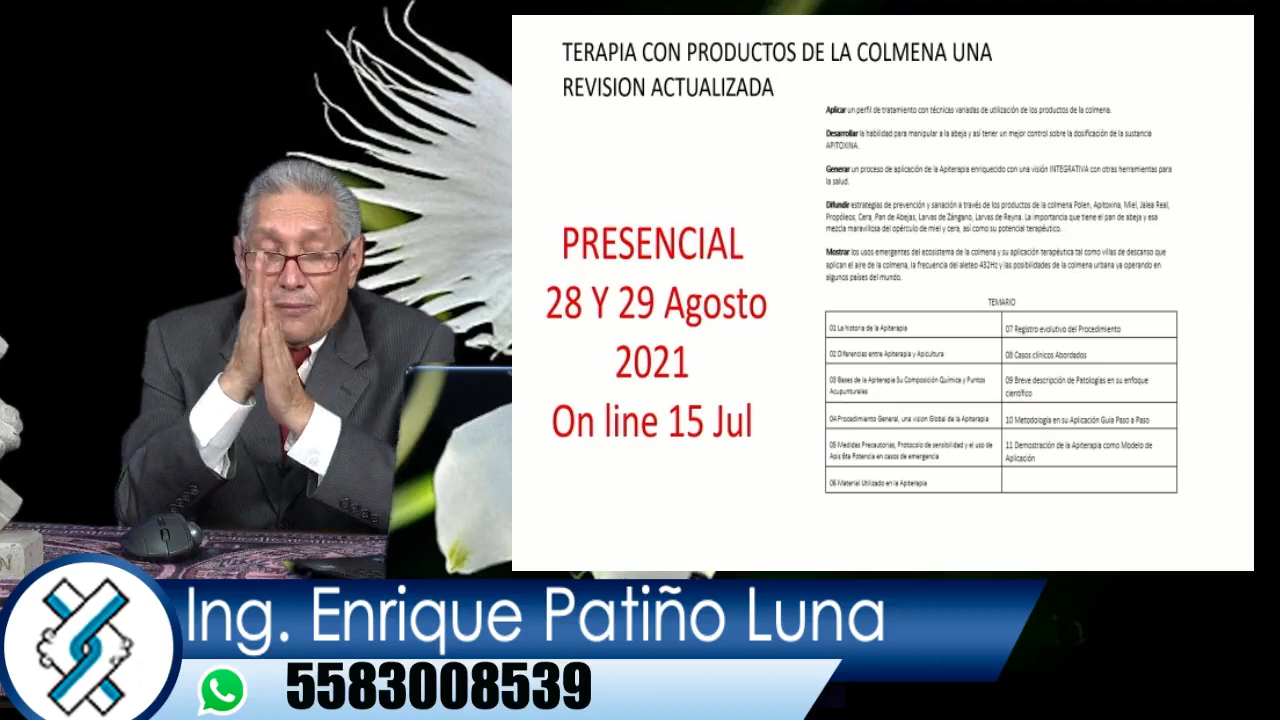 TERAPIA CON PRODUCTOS DE LA COLMENA UNA
REVISION ACTUALIZADA
Aplicar un perfil de tratamiento con técnicas variadas de utilización de los productos de la colmena.
Desarrollar la habilidad para manipular a la abeja y así tener un mejor control sobre la dosificación de la sustancia
APITOXINA.
Generar un proceso de aplicación de la Apiterapia enriquecido con una visión INTEGRATIVA con otras herramientas para
la salud.
Difundir estrategias de prevención y sanación a través de los productos de la colmena Polen, Apitoxina, Miel, Jalea Real,
Propóleos, Cera, Pan de Abejas, Larvas de Zángano, Larvas de Reyna. La importancia que tiene el pan de abeja y esa
mezcla maravillosa del opérculo de miel y cera, así como su potencial terapéutico.
Mostrar los usos emergentes del ecosistema de la colmena y su aplicación terapéutica tal como villas de descanso que
aplican el aire de la colmena, la frecuencia del aleteo 432Hz y las posibilidades de la colmena urbana ya operando en
algunos países del mundo.
PRESENCIAL
28 Y 29 Agosto
2021
On line 15 Jul
TEMARIO
01 La historia de la Apiterapia
07 Registro evolutivo del Procedimiento
02 Diferencias entre Apiterapia y Apicultura
08 Casos clínicos Abordados
03 Bases de la Apiterapia Su Composición Química y Puntos
Acupunturales
09 Breve descripción de Patologías en su enfoque
científico
04 Procedimiento General, una vision Global de la Apiterapia
10 Metodología en su Aplicación Guía Paso a Paso
05 Medidas Precautorias, Protocolo de sensibilidad y el uso de
Apis 6ta Potencia en casos de emergencia
11 Demostración de la Apiterapia como Modelo de
Aplicación
06 Material Utilizado en la Apiterapia
Ing. Enrique Patiño Luna
5583008539